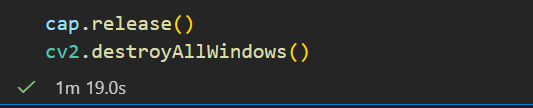 cap.release()
cv2.destroyAllWindows()
1m 19.0s